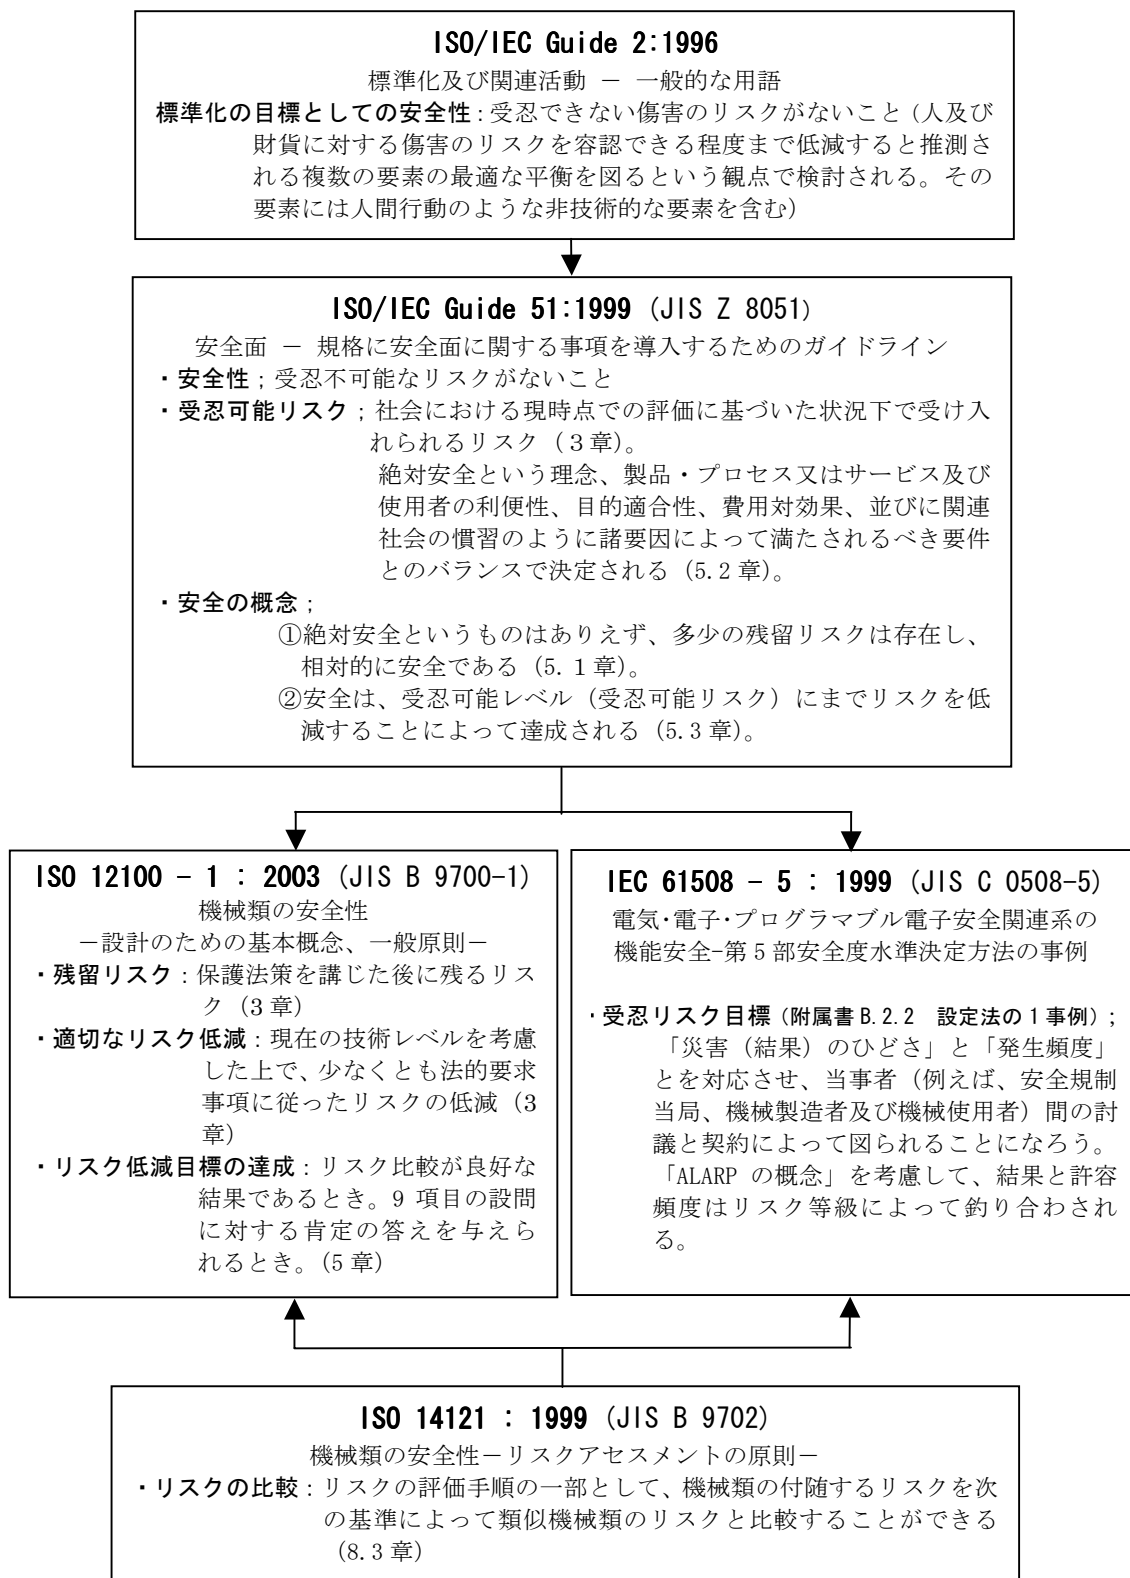 ISO/IEC Guide 2:1996
標準化及び関連活動 － 一般的な用語
標準化の目標としての安全性：受忍できない傷害のリスクがないこと（人及び
財貨に対する傷害のリスクを容認できる程度まで低減すると推測さ
れる複数の要素の最適な平衡を図るという観点で検討される。その
要素には人間行動のような非技術的な要素を含む）
ISO/IEC Guide 51:1999（JIS Z 8051）
安全面 － 規格に安全面に関する事項を導入するためのガイドライン
・安全性；受忍不可能なリスクがないこと
・受忍可能リスク；社会における現時点での評価に基づいた状況下で受け入
れられるリスク（３章）。
絶対安全という理念、製品・プロセス又はサービス及び
使用者の利便性、目的適合性、費用対効果、並びに関連
社会の慣習のように諸要因によって満たされるべき要件
とのバランスで決定される（5.2 章）。
・安全の概念；
①絶対安全というものはありえず、多少の残留リスクは存在し、
相対的に安全である（5.１章）。
②安全は、受忍可能レベル（受忍可能リスク）にまでリスクを低
減することによって達成される（5.3 章）。
ISO 12100 － 1 : 2003（JIS B 9700-1）
機械類の安全性
－設計のための基本概念、一般原則－
・残留リスク：保護法策を講じた後に残るリス
ク（3 章）
・適切なリスク低減：現在の技術レベルを考慮
した上で、少なくとも法的要求
事項に従ったリスクの低減（3
章）
・リスク低減目標の達成：リスク比較が良好な
結果であるとき。9 項目の設問
に対する肯定の答えを与えら
れるとき。（5 章）
IEC 61508 － 5 : 1999（JIS C 0508-5）
電気・電子・プログラマブル電子安全関連系の
機能安全-第 5 部安全度水準決定方法の事例
・受忍リスク目標（附属書 B.2.2　設定法の 1 事例）；
「災害（結果）のひどさ」と「発生頻度」
とを対応させ、当事者（例えば、安全規制
当局、機械製造者及び機械使用者）間の討
議と契約によって図られることになろう。
「ALARP の概念」を考慮して、結果と許容
頻度はリスク等級によって釣り合わされ
る。
ISO 14121 : 1999（JIS B 9702）
機械類の安全性－リスクアセスメントの原則－
・リスクの比較：リスクの評価手順の一部として、機械類の付随するリスクを次
の基準によって類似機械類のリスクと比較することができる
（8.3 章）